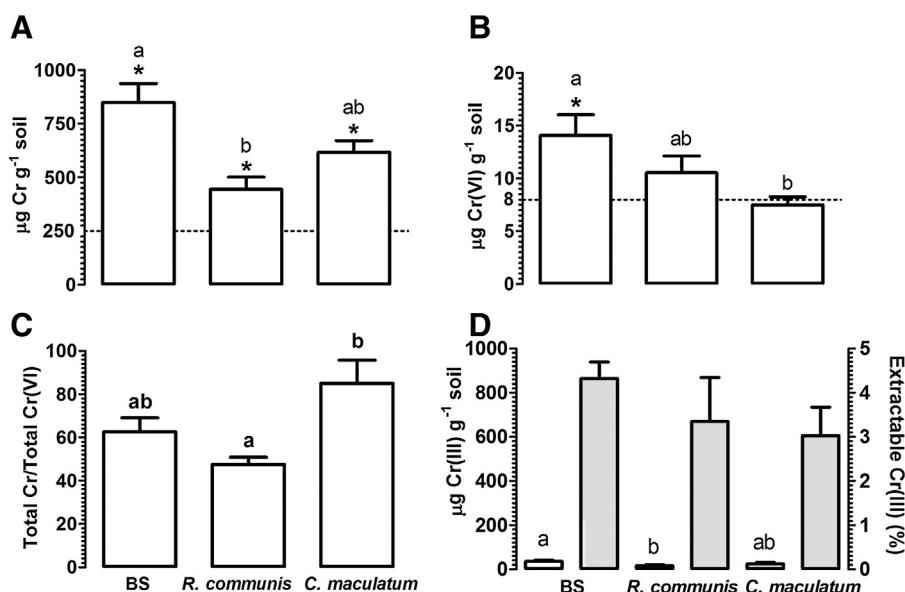 A
a
*
b
*
ab
*
µg Cr g⁻¹ soil
1000
750
500
250
0
B
a
*
ab
b
µg Cr(VI) g⁻¹ soil
20
15
10
8
5
0
C
ab
a
b
Total Cr/Total Cr(VI)
100
80
60
40
20
0
BS R. communis C. maculatum
D
a
b
ab
µg Cr(III) g⁻¹ soil
1000
800
600
400
200
0
Extractable Cr(III) (%)
5
4
3
2
1
0
BS R. communis C. maculatum